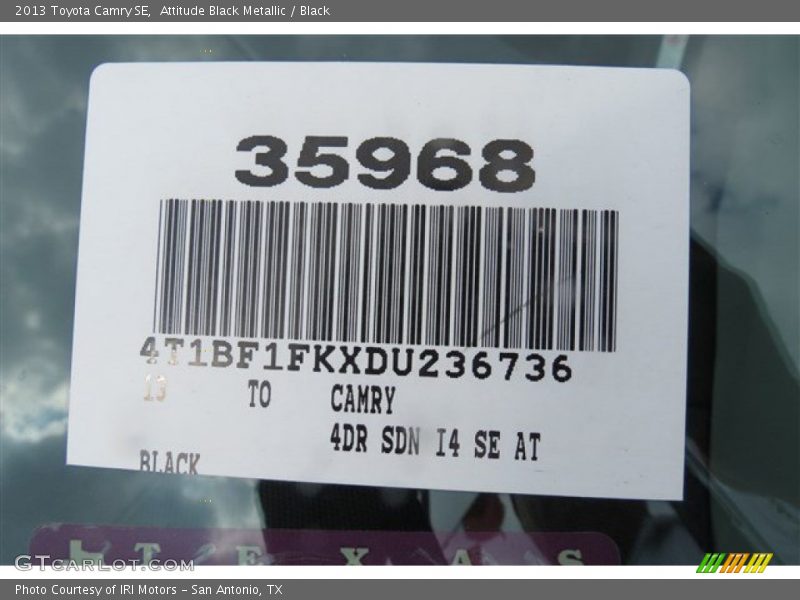 2013 Toyota Camry SE, Attitude Black Metallic / Black
35968
4T1BF1FKXDU236736
13 TO CAMRY
4DR SDN I4 SE AT
BLACK
TEXAS
GTCARLOT.COM
Photo Courtesy of IRI Motors - San Antonio, TX